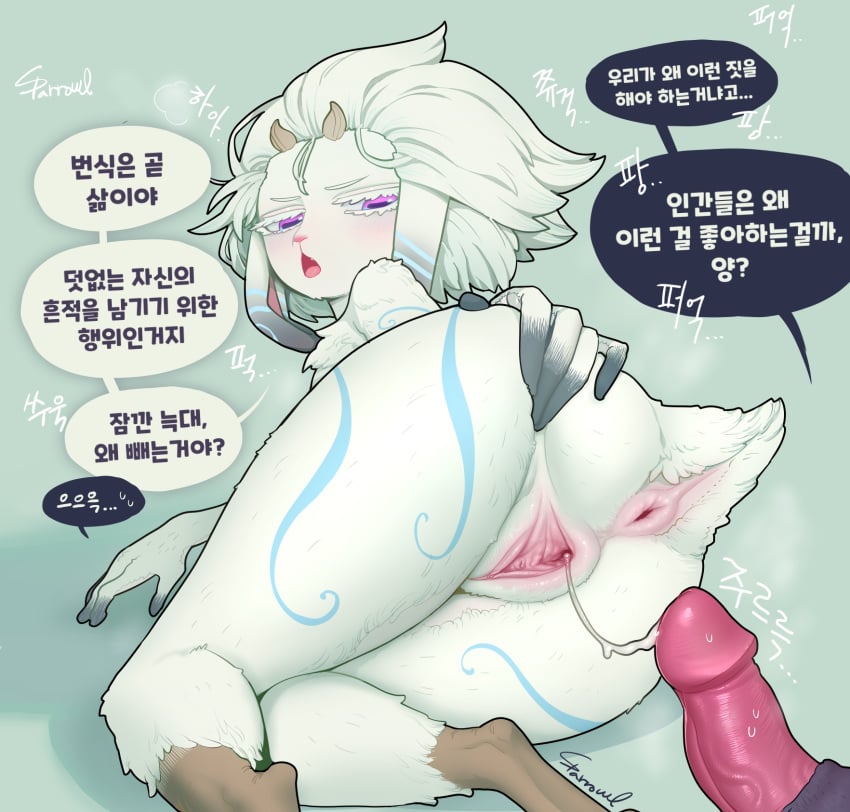 퍼억..
Sparrowl
하아.
쮸걱..
우리가 왜 이런 짓을
해야 하는거냐고...
팡..
번식은 곧
삶이야
팡..
인간들은 왜
이런 걸 좋아하는걸까,
양?
덧없는 자신의
흔적을 남기기 위한
행위인거지
퍼억..
퍽...
쑤욱
잠깐 늑대,
왜 빼는거야?
으으윽...
주르륵...
Sparrowl